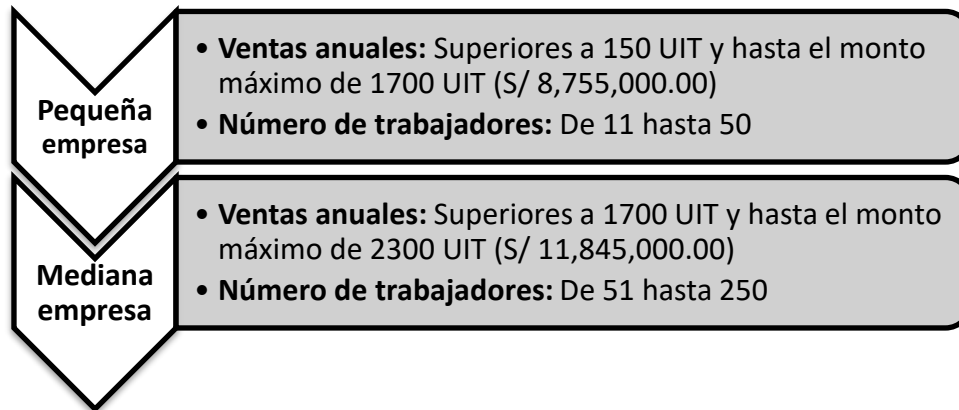 Pequeña
empresa
• Ventas anuales: Superiores a 150 UIT y hasta el monto
máximo de 1700 UIT (S/ 8,755,000.00)
• Número de trabajadores: De 11 hasta 50
Mediana
empresa
• Ventas anuales: Superiores a 1700 UIT y hasta el monto
máximo de 2300 UIT (S/ 11,845,000.00)
• Número de trabajadores: De 51 hasta 250